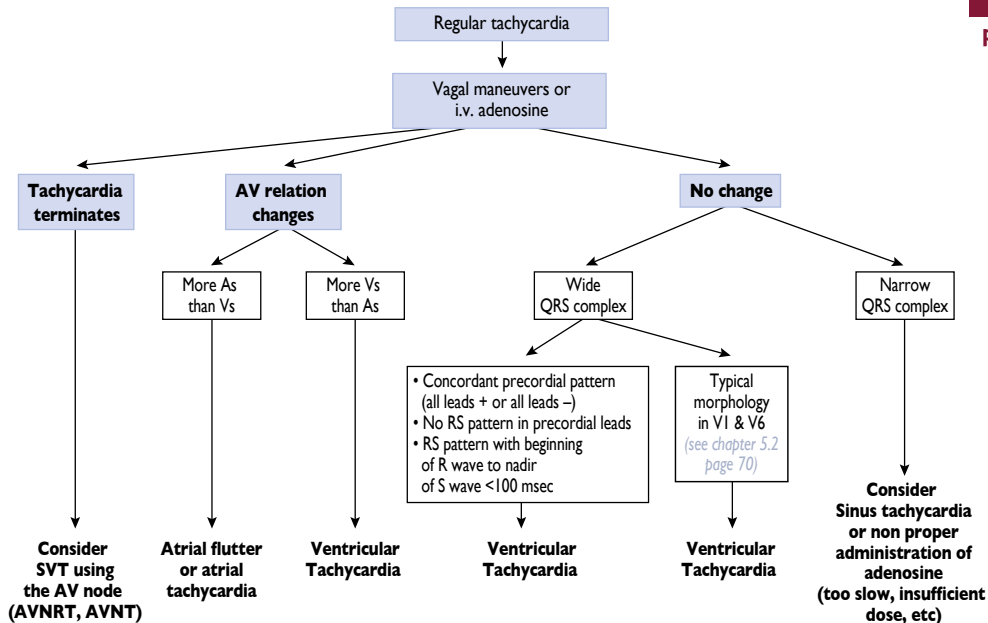 Regular tachycardia
Vagal maneuvers or
i.v. adenosine
Tachycardia
terminates
AV relation
changes
No change
More As
than Vs
More Vs
than As
Wide
QRS complex
Narrow
QRS complex
• Concordant precordial pattern
(all leads + or all leads –)
• No RS pattern in precordial leads
• RS pattern with beginning
of R wave to nadir
of S wave <100 msec
Typical
morphology
in V1 & V6
(see chapter 5.2
page 70)
Consider
SVT using
the AV node
(AVNRT, AVNT)
Atrial flutter
or atrial
tachycardia
Ventricular
Tachycardia
Ventricular
Tachycardia
Ventricular
Tachycardia
Consider
Sinus tachycardia
or non proper
administration of
adenosine
(too slow, insufficient
dose, etc)